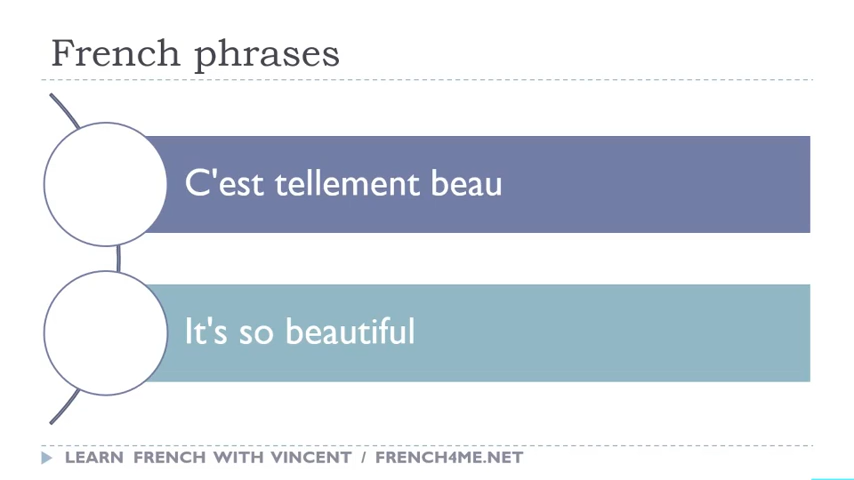 French phrases
C'est tellement beau
It's so beautiful
LEARN FRENCH WITH VINCENT / FRENCH4ME.NET